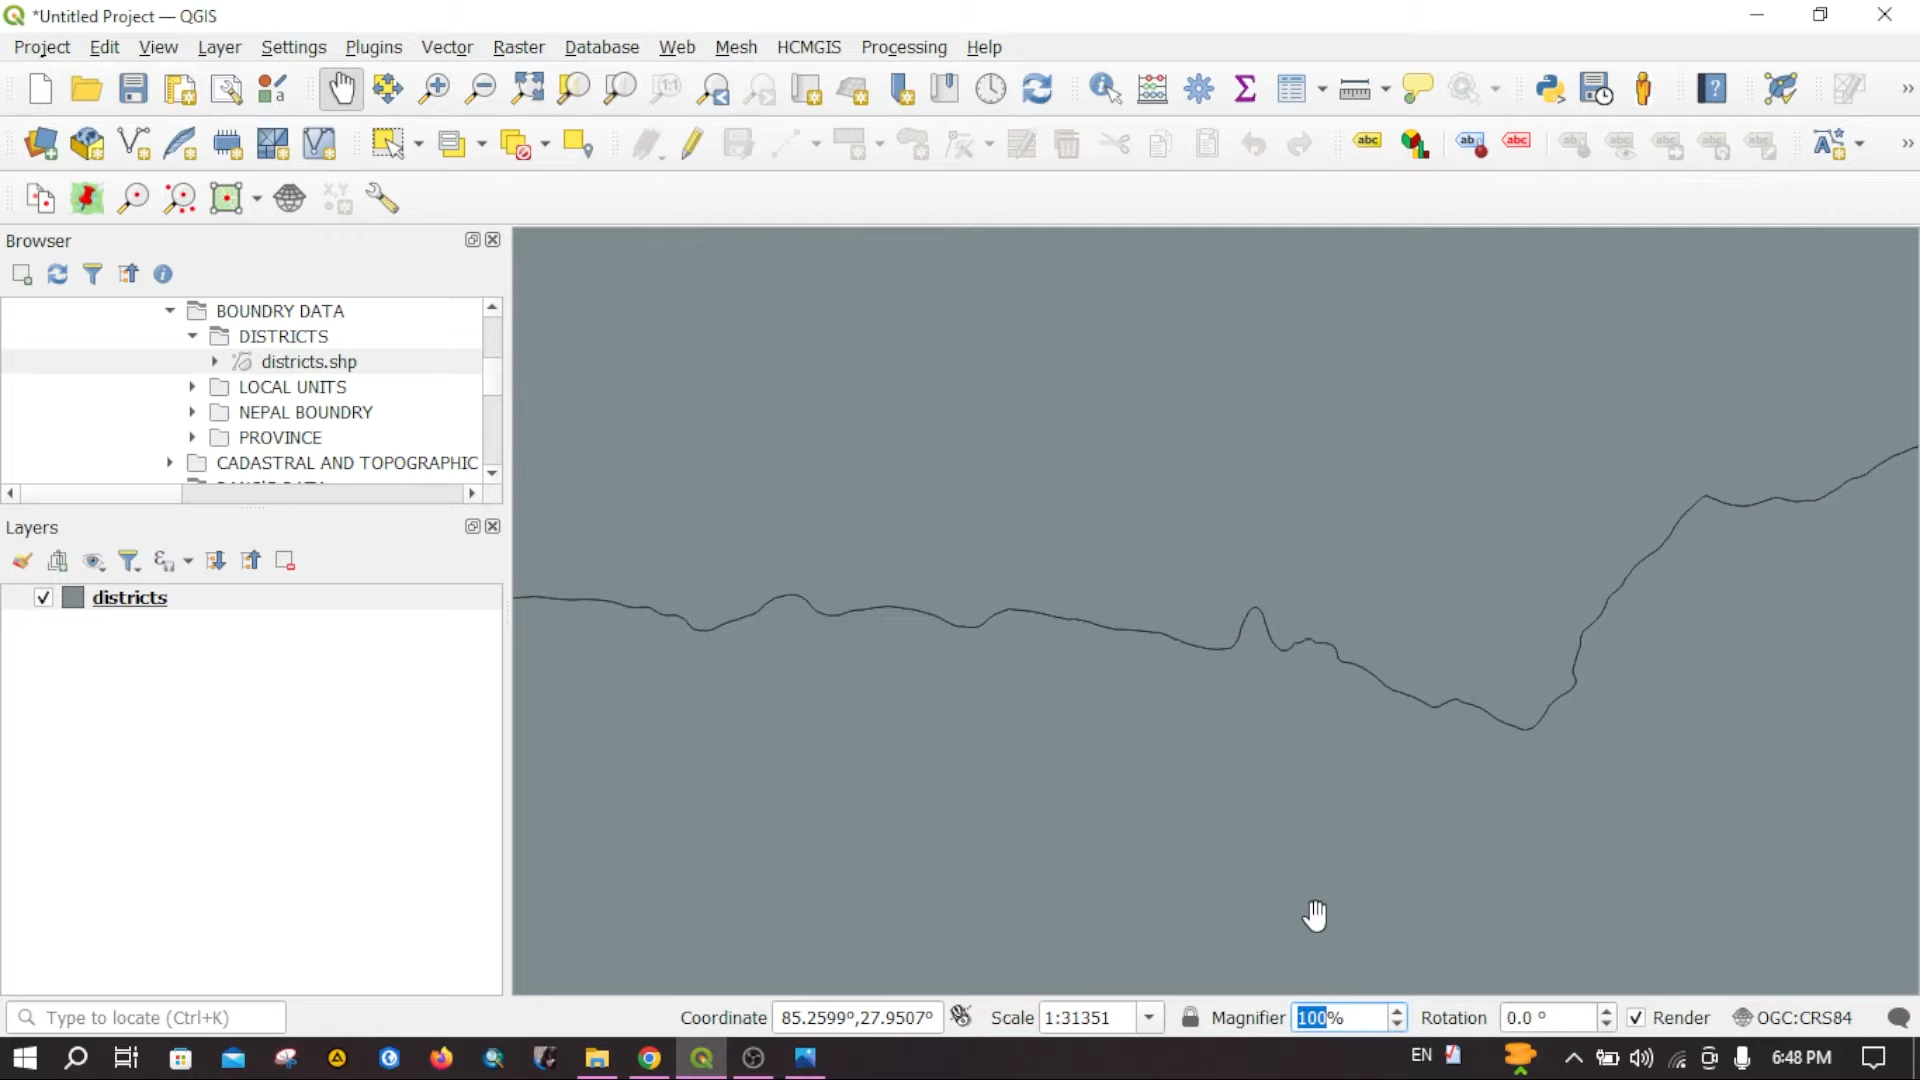 *Untitled Project — QGIS
Project Edit View Layer Settings Plugins Vector Raster Database Web Mesh HCMGIS Processing Help
Browser
BOUNDRY DATA
DISTRICTS
districts.shp
LOCAL UNITS
NEPAL BOUNDRY
PROVINCE
CADASTRAL AND TOPOGRAPHIC
Layers
districts
Type to locate (Ctrl+K) Coordinate 85.2599°,27.9507° Scale 1:31351 Magnifier 100% Rotation 0.0 ° Render OGC:CRS84
EN 6:48 PM